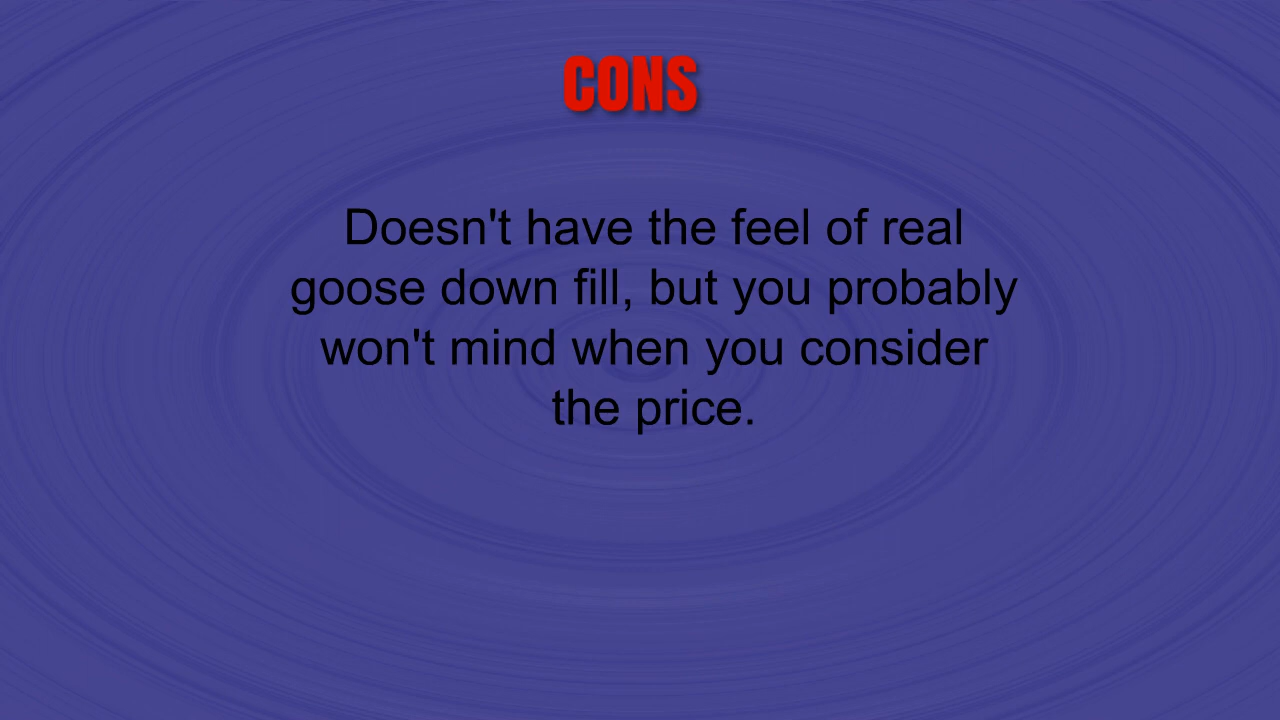 CONS
Doesn't have the feel of real
goose down fill, but you probably
won't mind when you consider
the price.